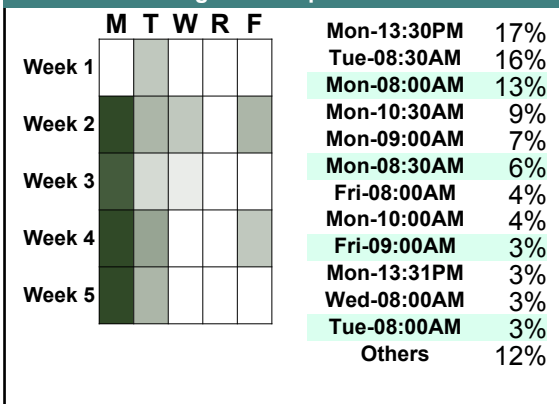 M T W R F
Week 1
Week 2
Week 3
Week 4
Week 5
Mon-13:30PM 17%
Tue-08:30AM 16%
Mon-08:00AM 13%
Mon-10:30AM 9%
Mon-09:00AM 7%
Mon-08:30AM 6%
Fri-08:00AM 4%
Mon-10:00AM 4%
Fri-09:00AM 3%
Mon-13:31PM 3%
Wed-08:00AM 3%
Tue-08:00AM 3%
Others 12%